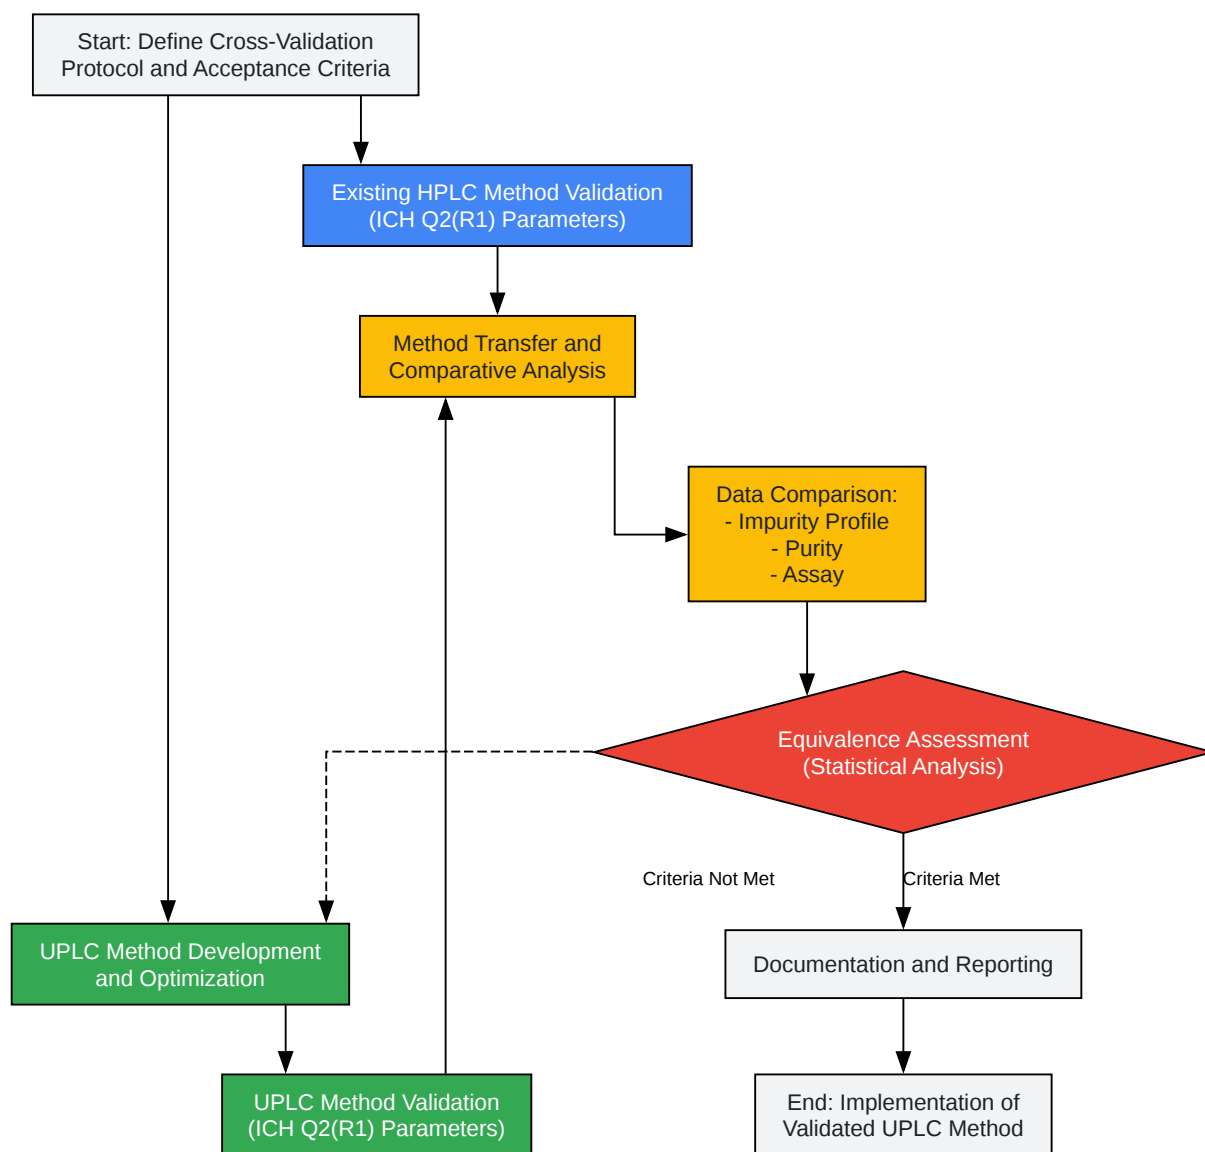 Start: Define Cross-Validation
Protocol and Acceptance Criteria
Existing HPLC Method Validation
(ICH Q2(R1) Parameters)
Method Transfer and
Comparative Analysis
Data Comparison:
- Impurity Profile
- Purity
- Assay
Equivalence Assessment
(Statistical Analysis)
Criteria Not Met
Criteria Met
UPLC Method Development
and Optimization
Documentation and Reporting
UPLC Method Validation
(ICH Q2(R1) Parameters)
End: Implementation of
Validated UPLC Method